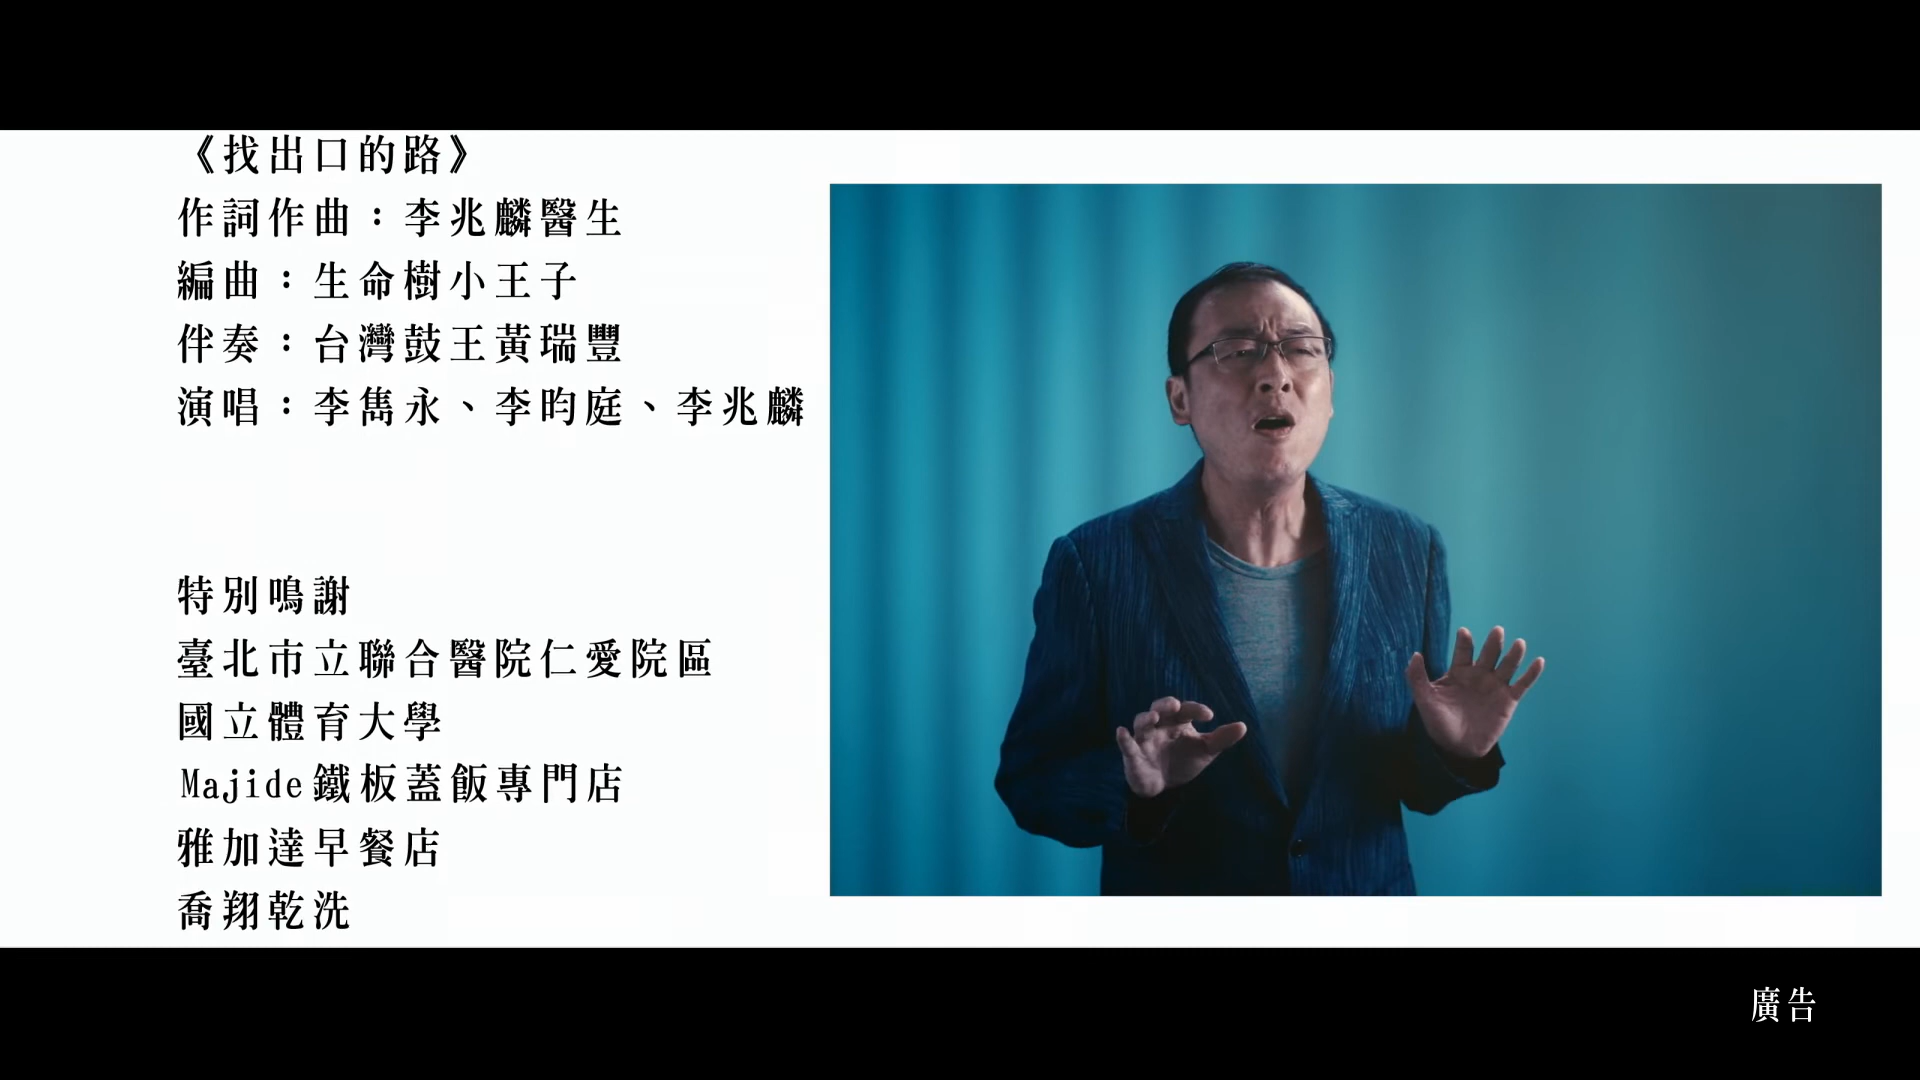 《找出口的路》
作詞作曲：李兆麟醫生
編曲：生命樹小王子
伴奏：台灣鼓王黃瑞豐
演唱：李雋永、李昀庭、李兆麟
特別鳴謝
臺北市立聯合醫院仁愛院區
國立體育大學
Majide鐵板蓋飯專門店
雅加達早餐店
喬翔乾洗
廣告